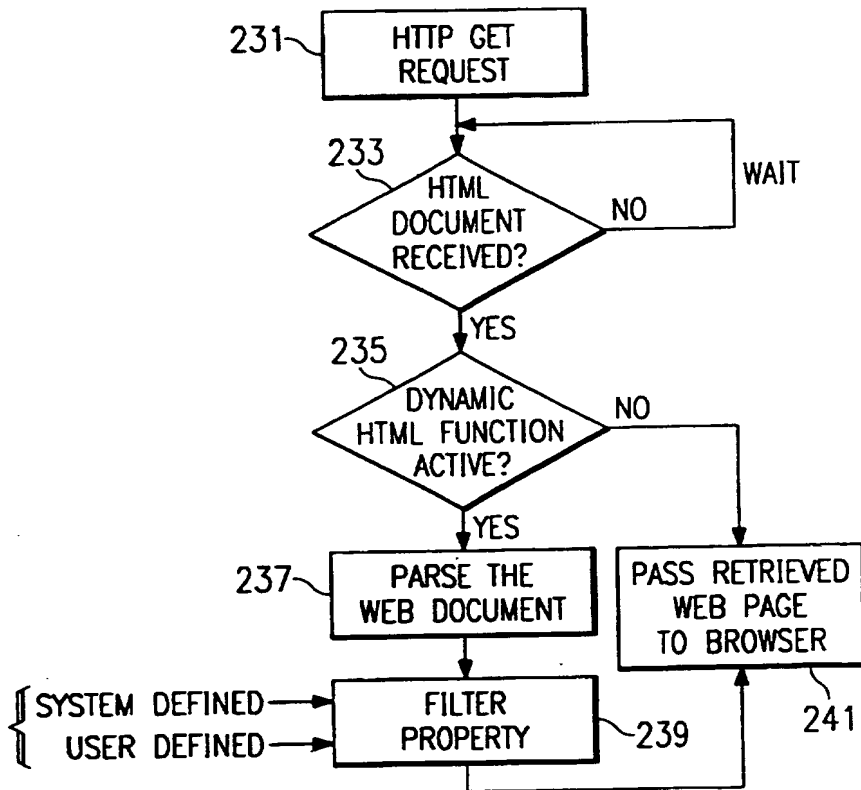 231
HTTP GET
REQUEST
233
HTML
DOCUMENT
RECEIVED?
NO
WAIT
YES
235
DYNAMIC
HTML FUNCTION
ACTIVE?
NO
YES
237
PARSE THE
WEB DOCUMENT
PASS RETRIEVED
WEB PAGE
TO BROWSER
241
SYSTEM DEFINED
USER DEFINED
FILTER
PROPERTY
239